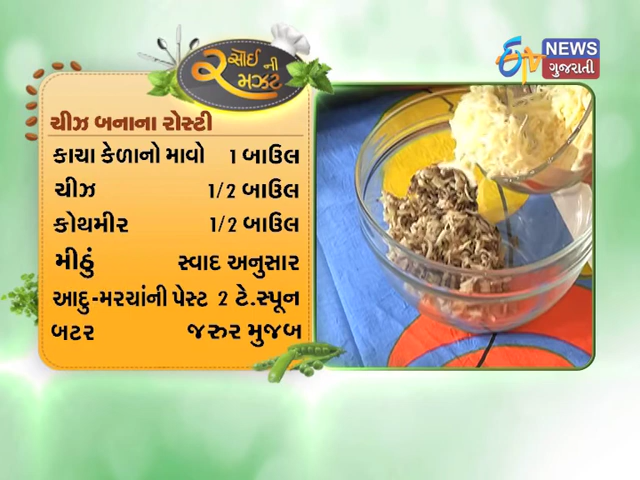 રસોઈ ની
મઝટ
ETV NEWS
ગુજરાતી
ચીઝ બનાના રોસ્ટી
કાચા કેળાનો માવો 1 બાઉલ
ચીઝ 1/2 બાઉલ
કોથમીર 1/2 બાઉલ
મીઠું સ્વાદ અનુસાર
આદુ-મરચાંની પેસ્ટ 2 ટે.સ્પૂન
બટર જરુર મુજબ